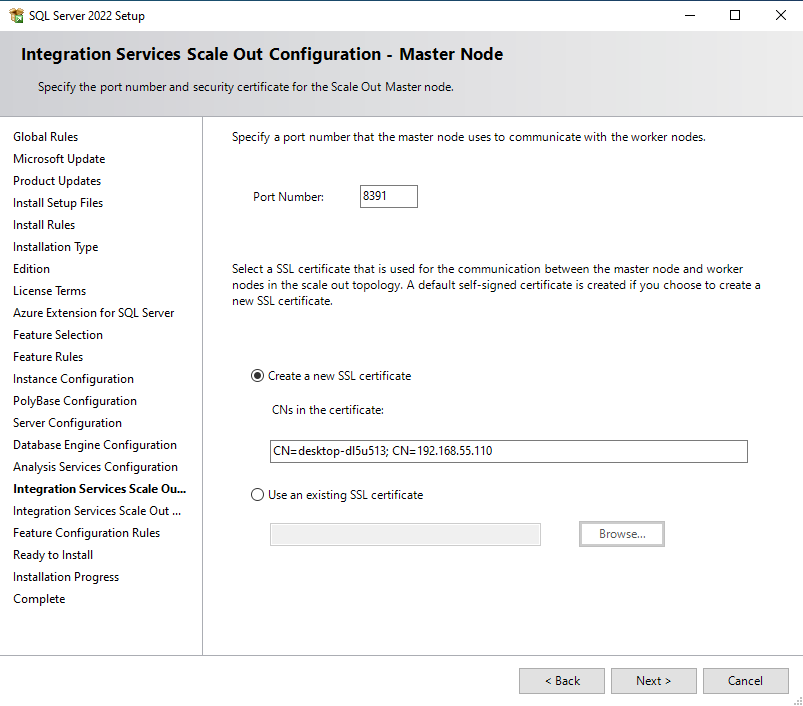 SQL Server 2022 Setup
Integration Services Scale Out Configuration - Master Node
Specify the port number and security certificate for the Scale Out Master node.
Global Rules
Microsoft Update
Product Updates
Install Setup Files
Install Rules
Installation Type
Edition
License Terms
Azure Extension for SQL Server
Feature Selection
Feature Rules
Instance Configuration
PolyBase Configuration
Server Configuration
Database Engine Configuration
Analysis Services Configuration
Integration Services Scale Ou...
Integration Services Scale Out ...
Feature Configuration Rules
Ready to Install
Installation Progress
Complete
Specify a port number that the master node uses to communicate with the worker nodes.
Port Number: 8391
Select a SSL certificate that is used for the communication between the master node and worker
nodes in the scale out topology. A default self-signed certificate is created if you choose to create a
new SSL certificate.
Create a new SSL certificate
CNs in the certificate:
CN=desktop-dl5u513; CN=192.168.55.110
Use an existing SSL certificate
Browse...
< Back Next > Cancel